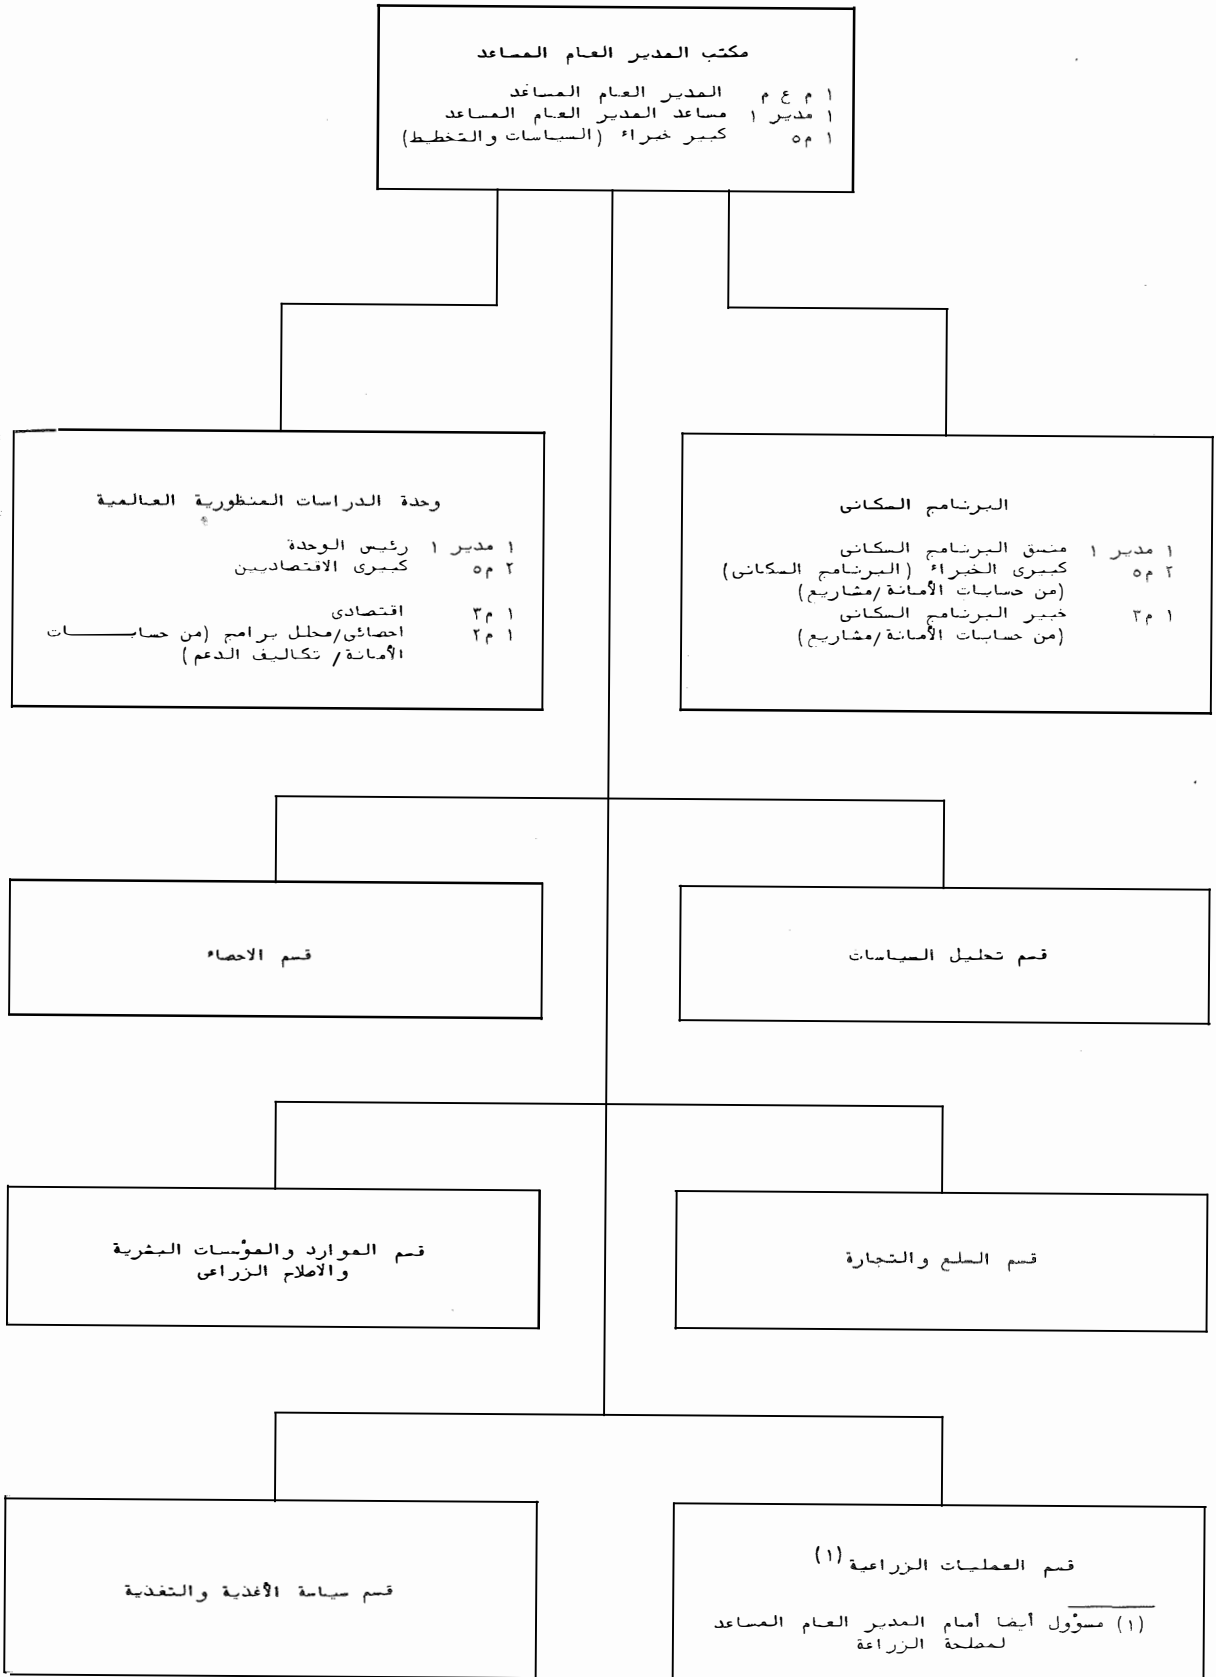 مكتب المدير العام المساعد
١ م ع م المدير العام المساعد
١ مدير ١ مساعد المدير العام المساعد
١ م٥ كبير خبراء (السياسات والتخطيط)
البرنامج السكانى
١ مدير ١ منسق البرنامج السكانى
٢ م٥ كبيرى الخبراء (البرنامج السكانى)
(من حسابات الأمانة/مشاريع)
١ م٣ خبير البرنامج السكانى
(من حسابات الأمانة/مشاريع)
وحدة الدراسات المنظورية العالمية
١ مدير ١ رئيس الوحدة
٢ م٥ كبيرى الاقتصاديين
١ م٣ اقتصادى
١ م٢ احصائى/محلل برامج (من حسابـــــــات
الأمانة/ تكاليف الدعم)
قسم تحليل السياسات
قسم الاحصاء
قسم السلع والتجارة
قسم الموارد والمؤسسات البشرية
والاصلاح الزراعى
قسم العمليات الزراعية (١)
(١) مسؤول أيضا أمام المدير العام المساعد
لمصلحة الزراعة
قسم سياسة الأغذية والتغذية